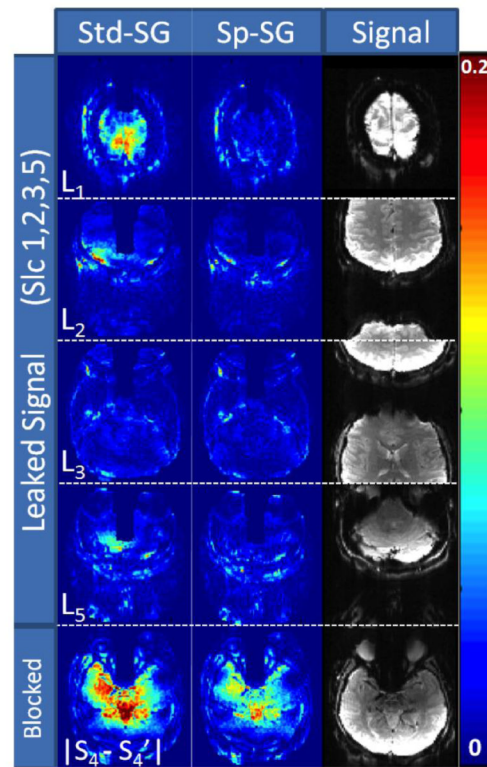 Std-SG Sp-SG Signal
0.2
Leaked Signal (Slc 1,2,3,5)
L₁
L₂
L₃
L₅
Blocked
|S₄- S₄′|
0